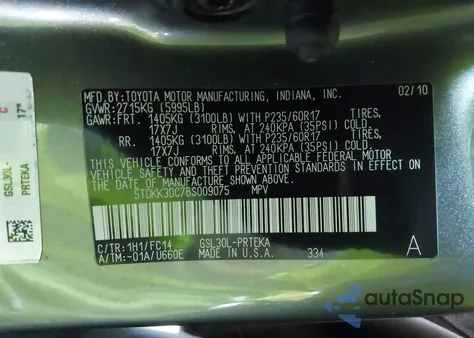 MFD.BY:TOYOTA MOTOR MANUFACTURING, INDIANA, INC. 02/10
GVWR:2715KG (5995LB)
GAWR:FRT. 1405KG (3100LB) WITH P235/60R17 TIRES,
17X7J RIMS, AT 240KPA (35PSI) COLD.
RR. 1405KG (3100LB) WITH P235/60R17 TIRES,
17X7J RIMS, AT 240KPA (35PSI) COLD.
THIS VEHICLE CONFORMS TO ALL APPLICABLE FEDERAL MOTOR
VEHICLE SAFETY AND THEFT PREVENTION STANDARDS IN EFFECT
ON THE DATE OF MANUFACTURE SHOWN ABOVE.
5TDKK3DC7BS009075 MPV
C/TR:1H1/FC14 GSL30L-PRTEKA
A/TM:-01A/U660E MADE IN U.S.A. 334 A
C
17"
GSL30L-
PRTEKA
autoSnap